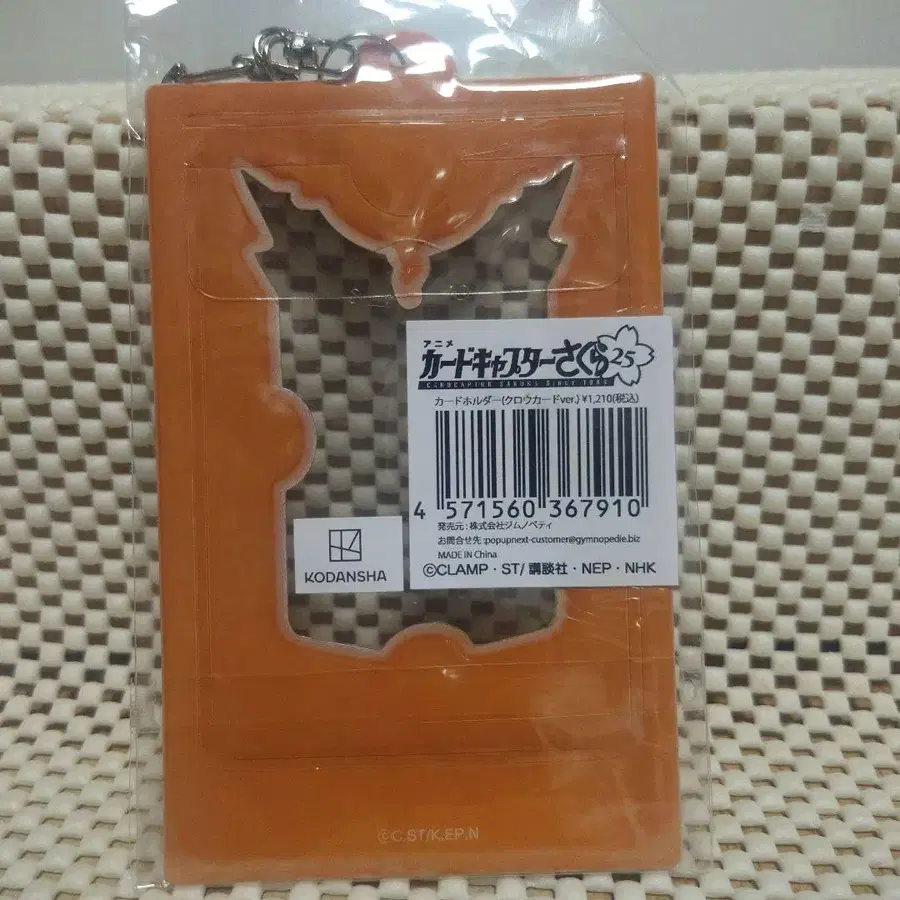 アニメ
カードキャプターさくら 25
CARDCAPTOR SAKURA Since 1998
カードホルダー(クロウカードver.) ¥1,210(税込)
4 571560 367910
発売元 : 株式会社ジムノペディ
お問合せ先 : popupnext-customer@gymnopedie.biz
MADE IN China
©CLAMP・ST/講談社・NEP・NHK
KODANSHA
©C,ST/K,EP,N